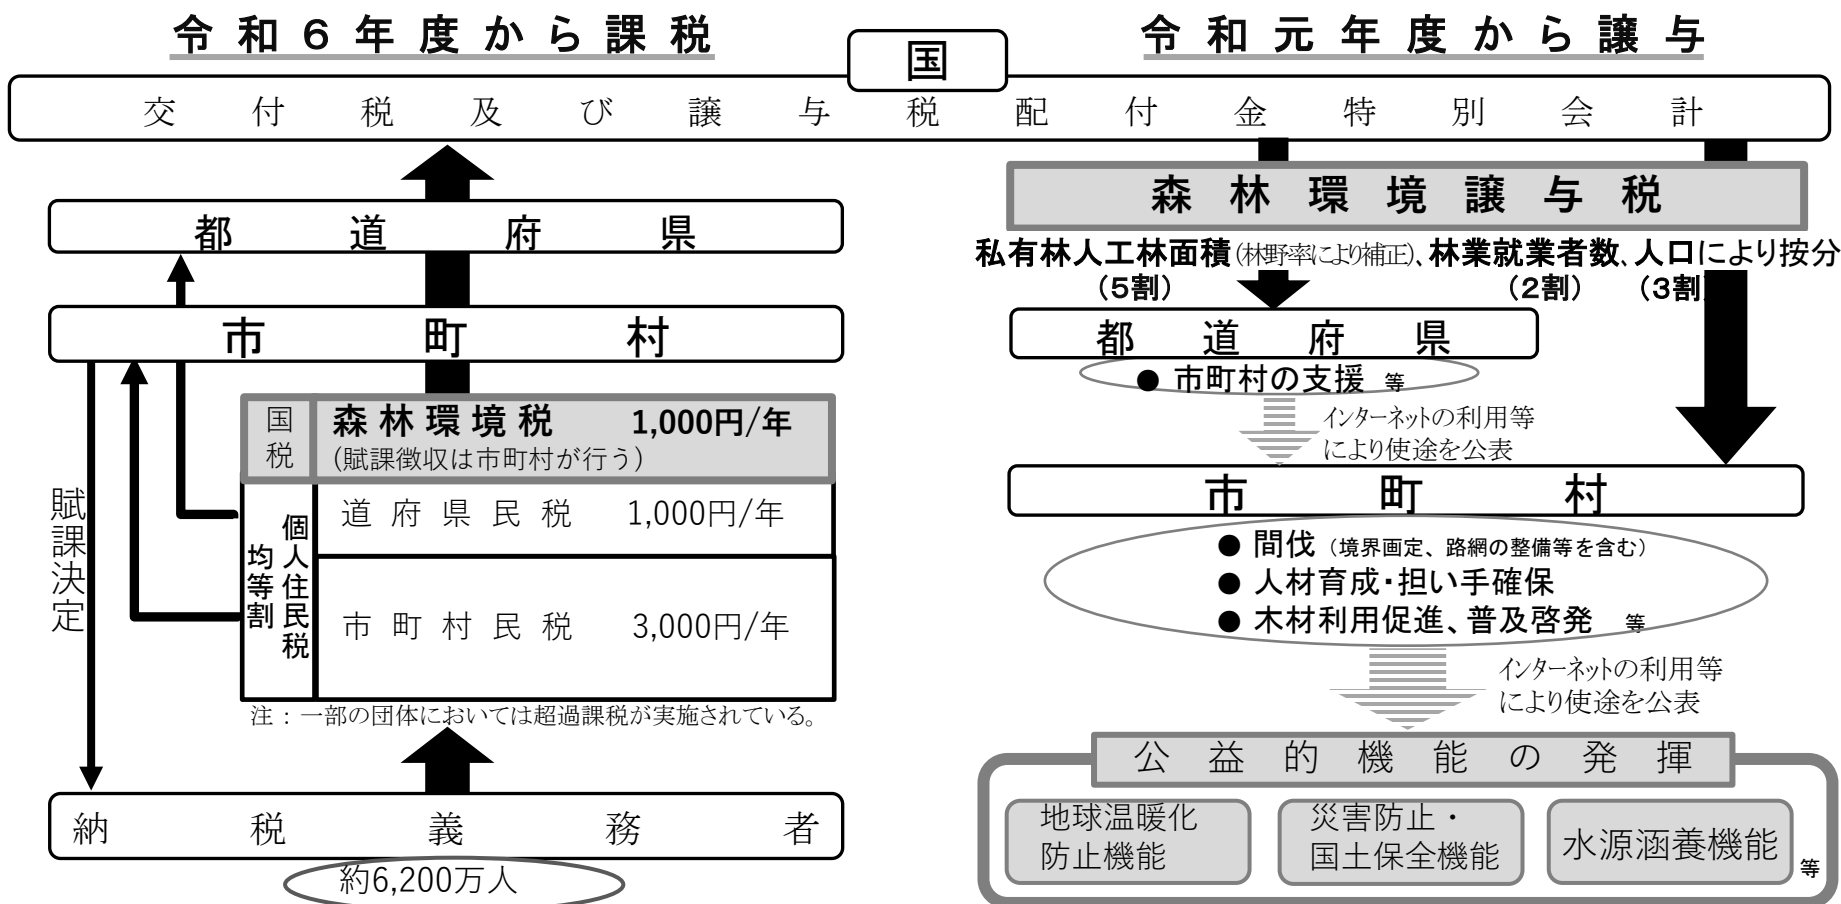 令和６年度から課税
令和元年度から譲与
国
交付税及び譲与税配付金特別会計
都道府県
市町村
国税
森林環境税 1,000円/年
(賦課徴収は市町村が行う)
個人住民税
均等割
道府県民税 1,000円/年
市町村民税 3,000円/年
賦課決定
注：一部の団体においては超過課税が実施されている。
納税義務者
約6,200万人
森林環境譲与税
私有林人工林面積(林野率により補正)、林業就業者数、人口により按分
(5割) (2割) (3割)
都道府県
● 市町村の支援 等
インターネットの利用等
により使途を公表
市町村
● 間伐（境界画定、路網の整備等を含む）
● 人材育成・担い手確保
● 木材利用促進、普及啓発 等
インターネットの利用等
により使途を公表
公益的機能の発揮
地球温暖化
防止機能
災害防止・
国土保全機能
水源涵養機能
等